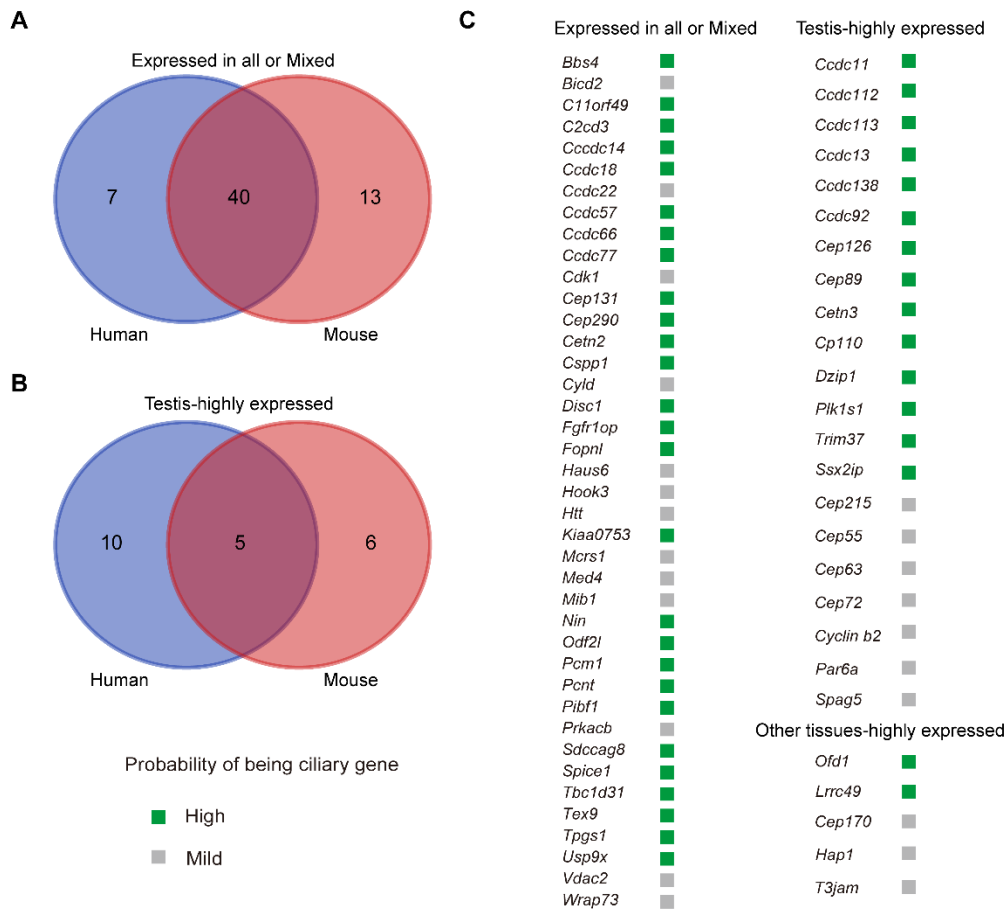 A
Expressed in all or Mixed
7
40
13
Human
Mouse
B
Testis-highly expressed
10
5
6
Human
Mouse
Probability of being ciliary gene
High
Mild
C
Expressed in all or Mixed
Bbs4
Bicd2
C11orf49
C2cd3
Cccdc14
Ccdc18
Ccdc22
Ccdc57
Ccdc66
Ccdc77
Cdk1
Cep131
Cep290
Cetn2
Cspp1
Cyld
Disc1
Fgfr1op
Fopnl
Haus6
Hook3
Htt
Kiaa0753
Mcrs1
Med4
Mib1
Nin
Odf2l
Pcm1
Pcnt
Pibf1
Prkacb
Sdccag8
Spice1
Tbc1d31
Tex9
Tpgs1
Usp9x
Vdac2
Wrap73
Testis-highly expressed
Ccdc11
Ccdc112
Ccdc113
Ccdc13
Ccdc138
Ccdc92
Cep126
Cep89
Cetn3
Cp110
Dzip1
Plk1s1
Trim37
Ssx2ip
Cep215
Cep55
Cep63
Cep72
Cyclin b2
Par6a
Spag5
Other tissues-highly expressed
Ofd1
Lrrc49
Cep170
Hap1
T3jam